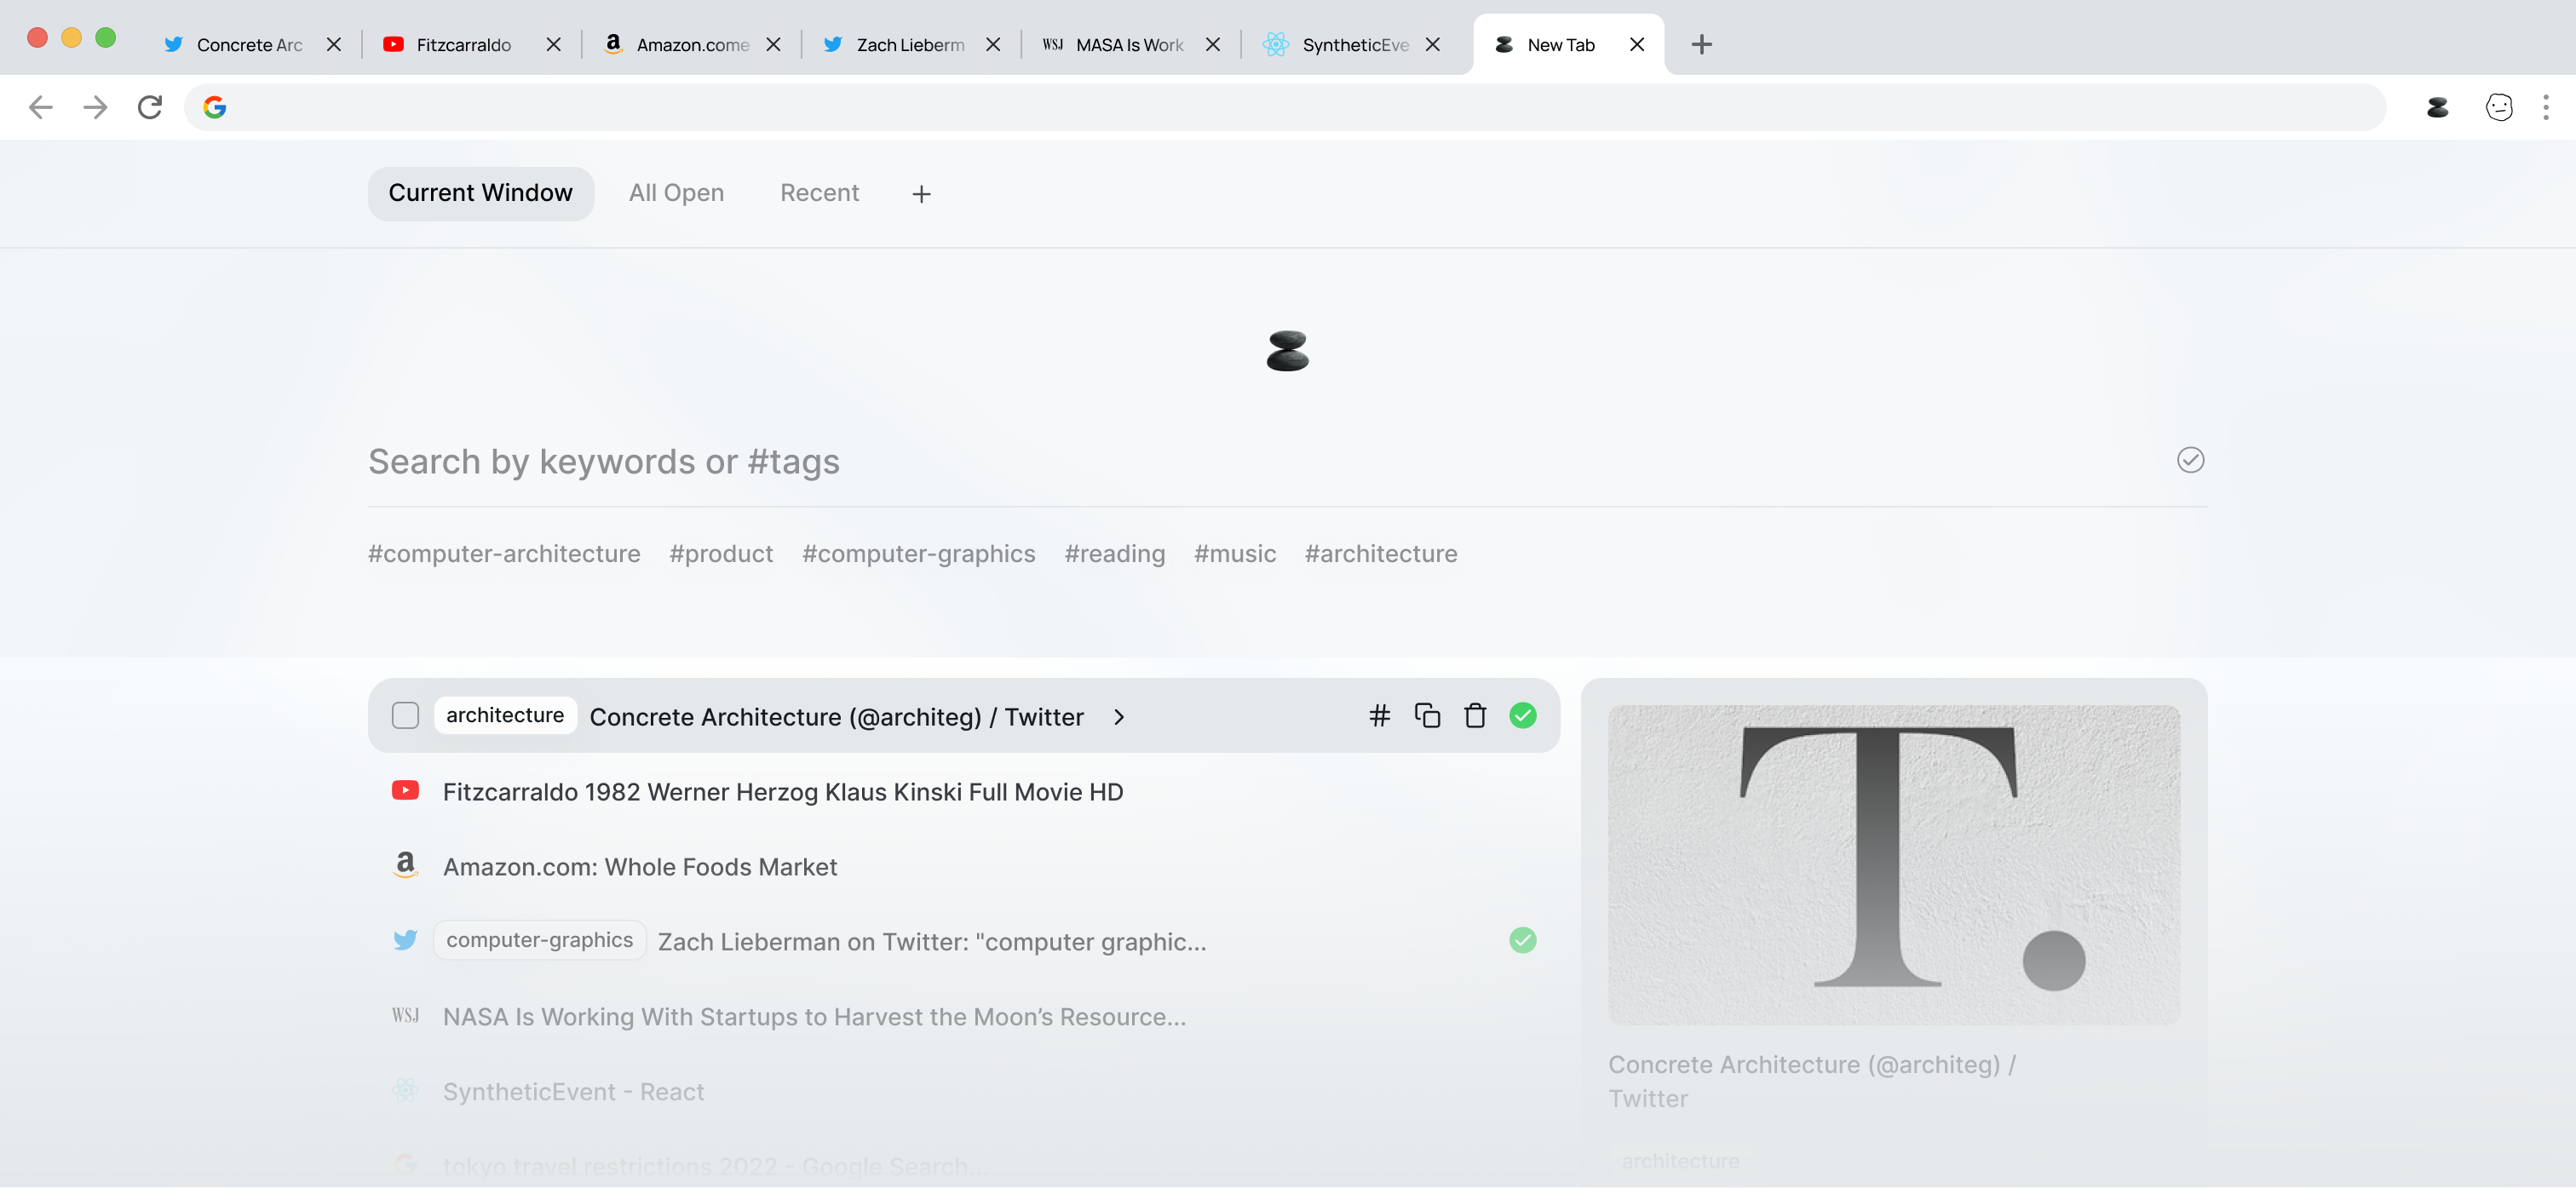 Concrete Arc
Fitzcarraldo
Amazon.come
Zach Lieberm
WSJ MASA Is Work
SyntheticEve
New Tab
Current Window
All Open
Recent
Search by keywords or #tags
#computer-architecture #product #computer-graphics #reading #music #architecture
architecture Concrete Architecture (@architeg) / Twitter
Fitzcarraldo 1982 Werner Herzog Klaus Kinski Full Movie HD
Amazon.com: Whole Foods Market
computer-graphics Zach Lieberman on Twitter: "computer graphic...
WSJ NASA Is Working With Startups to Harvest the Moon’s Resource...
SyntheticEvent - React
tokyo travel restrictions 2022 - Google Search...
T.
Concrete Architecture (@architeg) /
Twitter
architecture